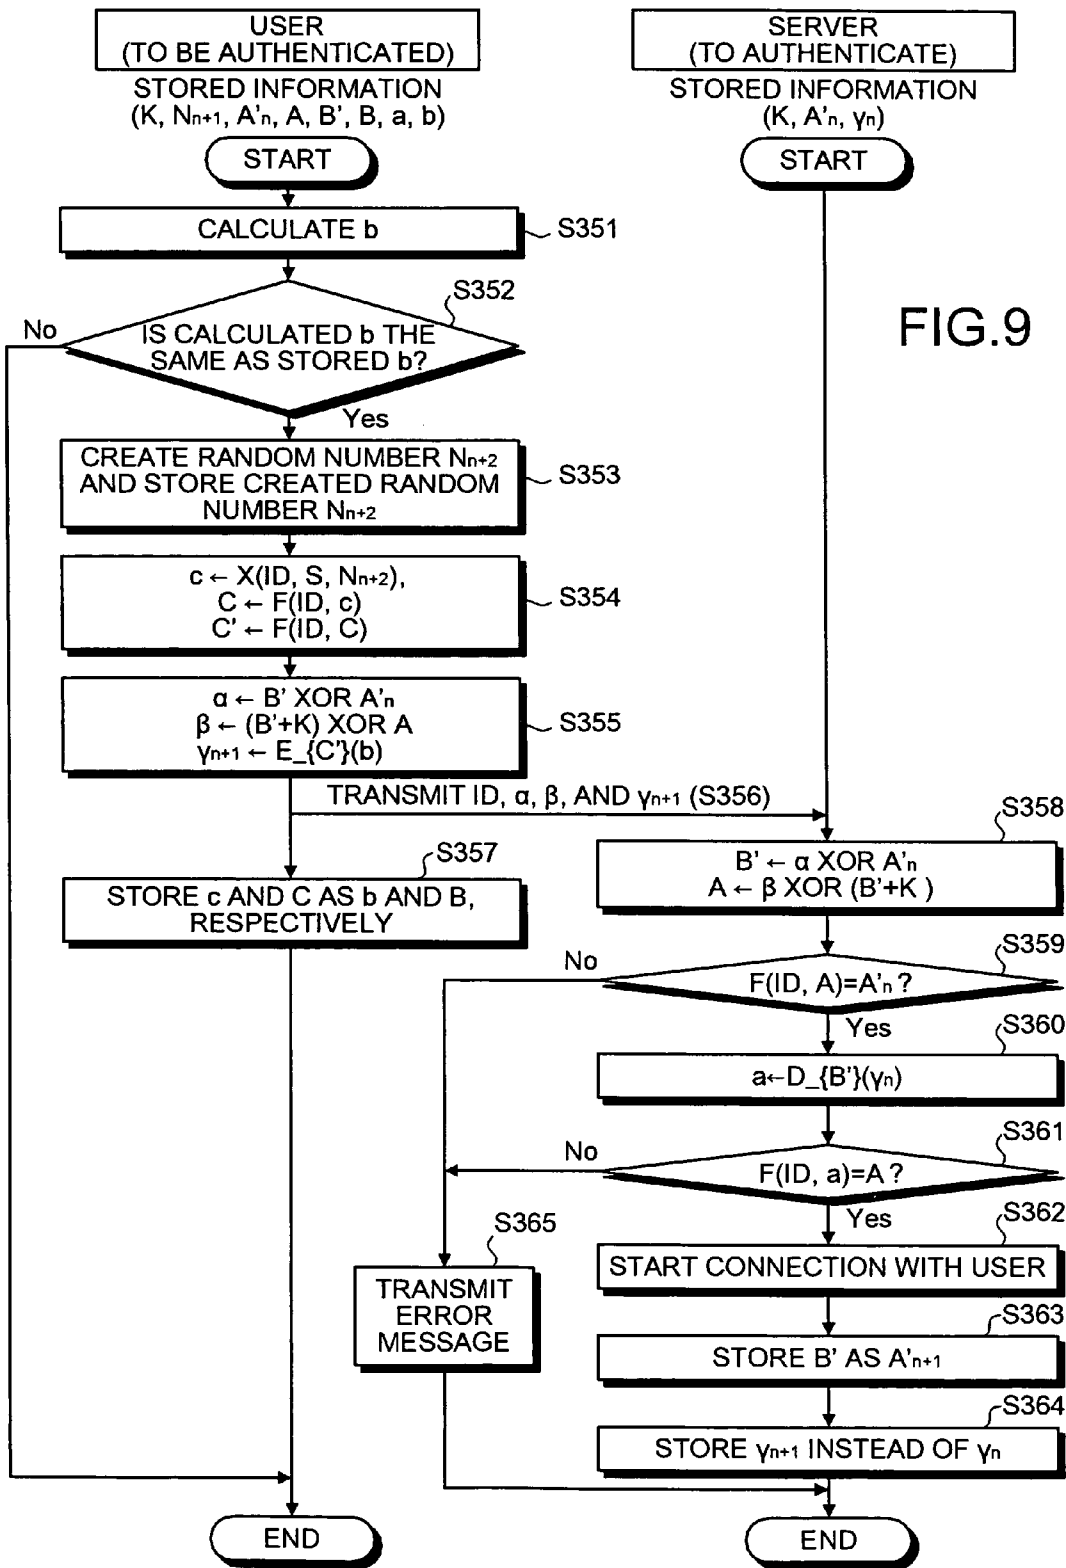 USER
(TO BE AUTHENTICATED)
STORED INFORMATION
(K, Nn+1, A'n, A, B', B, a, b)
START
CALCULATE b
S351
S352
No
IS CALCULATED b THE
SAME AS STORED b?
Yes
CREATE RANDOM NUMBER Nn+2
AND STORE CREATED RANDOM
NUMBER Nn+2
S353
c ← X(ID, S, Nn+2),
C ← F(ID, c)
C' ← F(ID, C)
S354
α ← B' XOR A'n
β ← (B'+K) XOR A
γn+1 ← E_{C'}(b)
S355
TRANSMIT ID, α, β, AND γn+1 (S356)
S357
STORE c AND C AS b AND B,
RESPECTIVELY
END
SERVER
(TO AUTHENTICATE)
STORED INFORMATION
(K, A'n, γn)
START
FIG.9
S358
B' ← α XOR A'n
A ← β XOR (B'+K )
S359
No
F(ID, A)=A'n ?
Yes
S360
a←D_{B'}(γn)
S361
No
F(ID, a)=A ?
Yes
S362
START CONNECTION WITH USER
S365
TRANSMIT
ERROR
MESSAGE
S363
STORE B' AS A'n+1
S364
STORE γn+1 INSTEAD OF γn
END